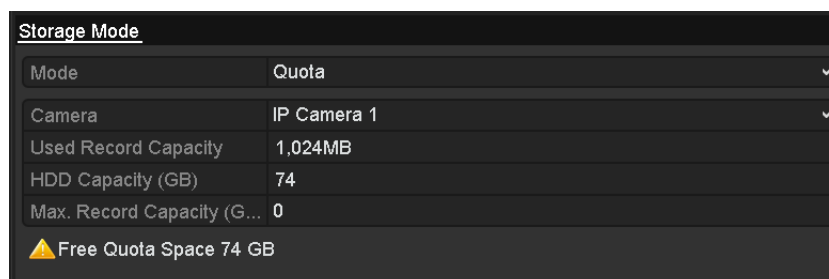 Storage Mode
Mode Quota
Camera IP Camera 1
Used Record Capacity 1,024MB
HDD Capacity (GB) 74
Max. Record Capacity (G... 0
Free Quota Space 74 GB